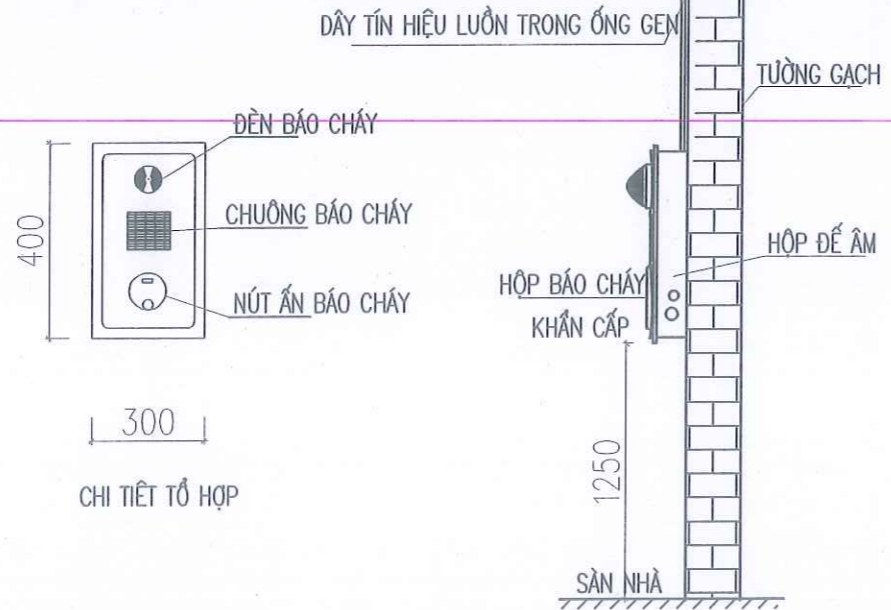 DÂY TÍN HIỆU LUỒN TRONG ỐNG GEN
TƯỜNG GẠCH
ĐÈN BÁO CHÁY
CHUÔNG BÁO CHÁY
NÚT ẤN BÁO CHÁY
400
300
CHI TIẾT TỔ HỢP
HỘP ĐẾ ÂM
HỘP BÁO CHÁY
KHẨN CẤP
1250
SÀN NHÀ